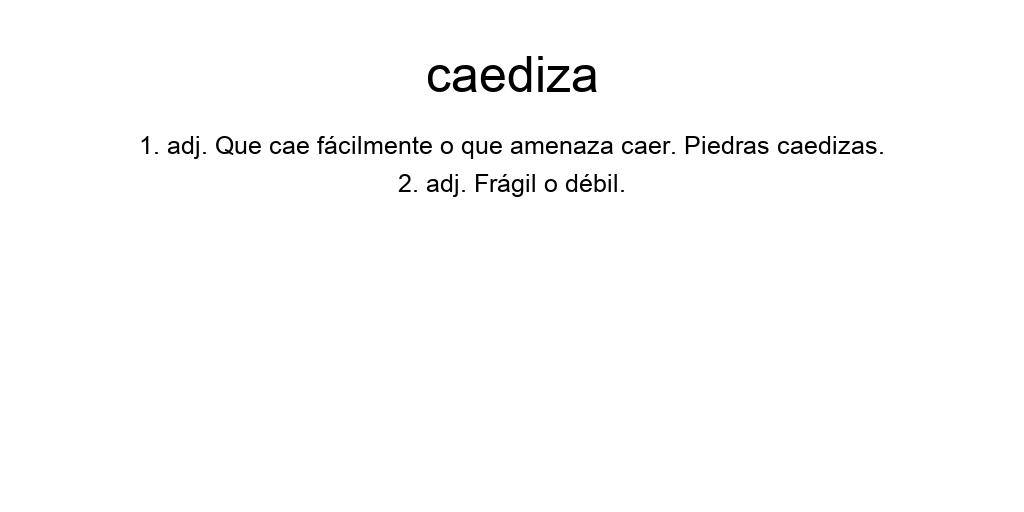 caediza
1. adj. Que cae fácilmente o que amenaza caer. Piedras caedizas.
2. adj. Frágil o débil.